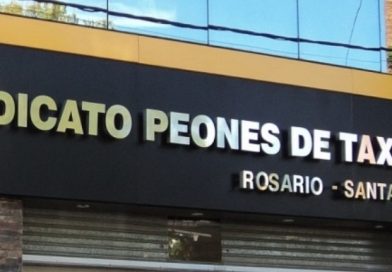 DICATO PEONES DE TAX
ROSARIO - SANTA